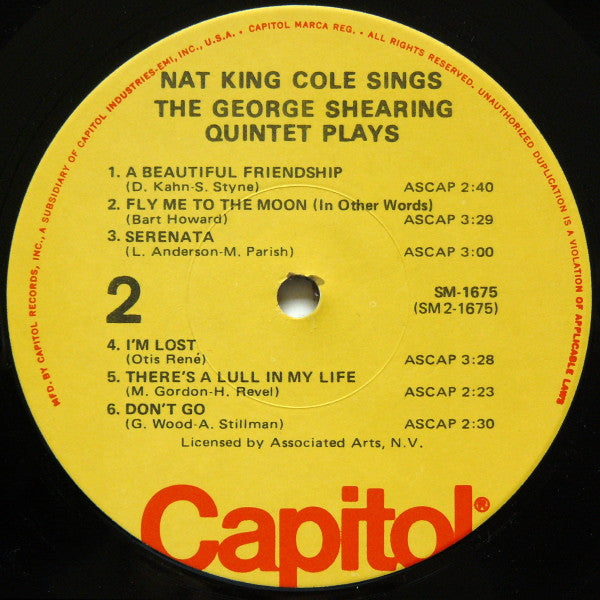 MFD. BY CAPITOL RECORDS, INC., A SUBSIDIARY OF CAPITOL INDUSTRIES-EMI, INC., U.S.A. • CAPITOL MARCA REG. • ALL RIGHTS RESERVED. UNAUTHORIZED DUPLICATION IS A VIOLATION OF APPLICABLE LAWS
NAT KING COLE SINGS
THE GEORGE SHEARING
QUINTET PLAYS
1. A BEAUTIFUL FRIENDSHIP
(D. Kahn-S. Styne) ASCAP 2:40
2. FLY ME TO THE MOON (In Other Words)
(Bart Howard) ASCAP 3:29
3. SERENATA
(L. Anderson-M. Parish) ASCAP 3:00
2
SM-1675
(SM2-1675)
4. I'M LOST
(Otis René) ASCAP 3:28
5. THERE'S A LULL IN MY LIFE
(M. Gordon-H. Revel) ASCAP 2:23
6. DON'T GO
(G. Wood-A. Stillman) ASCAP 2:30
Licensed by Associated Arts, N.V.
Capitol®